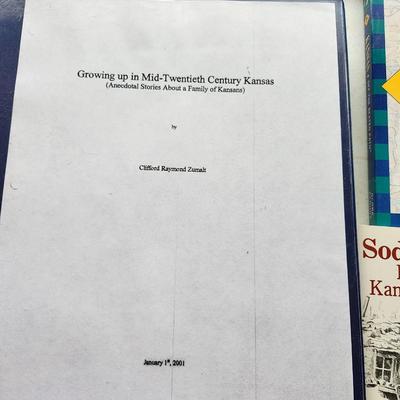 Growing up in Mid-Twentieth Century Kansas
(Anecdotal Stories About a Family of Kansans)
by
Clifford Raymond Zumalt
January 1st, 2001
Sod
Kan